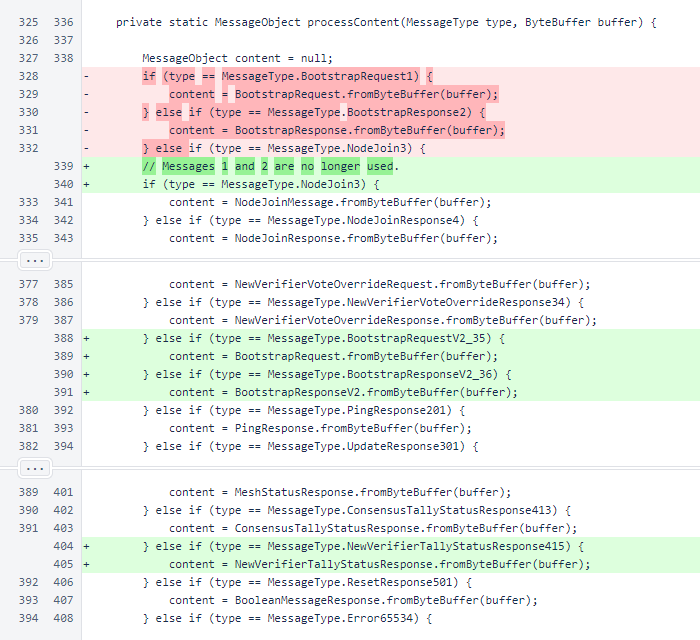 325 336 private static MessageObject processContent(MessageType type, ByteBuffer buffer) {
326 337
327 338 MessageObject content = null;
328 - if (type == MessageType.BootstrapRequest1) {
329 - content = BootstrapRequest.fromByteBuffer(buffer);
330 - } else if (type == MessageType.BootstrapResponse2) {
331 - content = BootstrapResponse.fromByteBuffer(buffer);
332 - } else if (type == MessageType.NodeJoin3) {
339 + // Messages 1 and 2 are no longer used.
340 + if (type == MessageType.NodeJoin3) {
333 341 content = NodeJoinMessage.fromByteBuffer(buffer);
334 342 } else if (type == MessageType.NodeJoinResponse4) {
335 343 content = NodeJoinResponse.fromByteBuffer(buffer);
...
377 385 content = NewVerifierVoteOverrideRequest.fromByteBuffer(buffer);
378 386 } else if (type == MessageType.NewVerifierVoteOverrideResponse34) {
379 387 content = NewVerifierVoteOverrideResponse.fromByteBuffer(buffer);
388 + } else if (type == MessageType.BootstrapRequestV2_35) {
389 + content = BootstrapRequest.fromByteBuffer(buffer);
390 + } else if (type == MessageType.BootstrapResponseV2_36) {
391 + content = BootstrapResponseV2.fromByteBuffer(buffer);
380 392 } else if (type == MessageType.PingResponse201) {
381 393 content = PingResponse.fromByteBuffer(buffer);
382 394 } else if (type == MessageType.UpdateResponse301) {
...
389 401 content = MeshStatusResponse.fromByteBuffer(buffer);
390 402 } else if (type == MessageType.ConsensusTallyStatusResponse413) {
391 403 content = ConsensusTallyStatusResponse.fromByteBuffer(buffer);
404 + } else if (type == MessageType.NewVerifierTallyStatusResponse415) {
405 + content = NewVerifierTallyStatusResponse.fromByteBuffer(buffer);
392 406 } else if (type == MessageType.ResetResponse501) {
393 407 content = BooleanMessageResponse.fromByteBuffer(buffer);
394 408 } else if (type == MessageType.Error65534) {